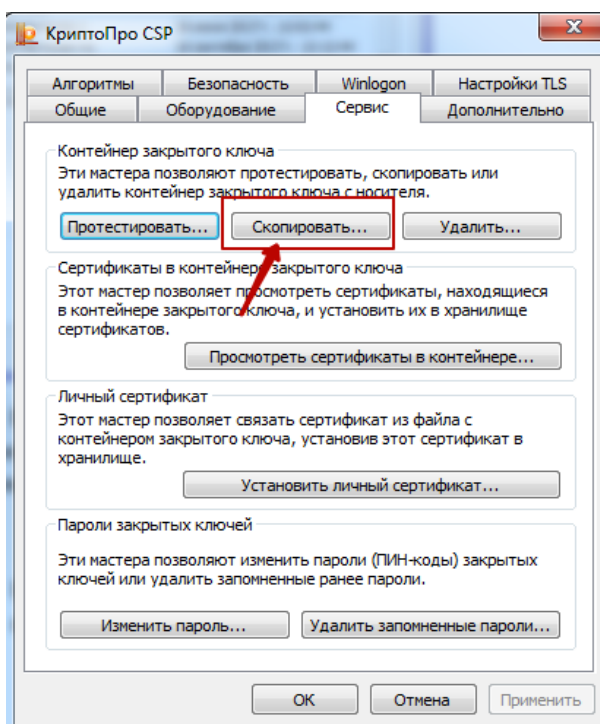 КриптоПро CSP
Алгоритмы Безопасность Winlogon Настройки TLS
Общие Оборудование Сервис Дополнительно
Контейнер закрытого ключа
Эти мастера позволяют протестировать, скопировать или
удалить контейнер закрытого ключа с носителя.
Протестировать... Скопировать... Удалить...
Сертификаты в контейнере закрытого ключа
Этот мастер позволяет просмотреть сертификаты, находящиеся
в контейнере закрытого ключа, и установить их в хранилище
сертификатов.
Просмотреть сертификаты в контейнере...
Личный сертификат
Этот мастер позволяет связать сертификат из файла с
контейнером закрытого ключа, установив этот сертификат в
хранилище.
Установить личный сертификат...
Пароли закрытых ключей
Эти мастера позволяют изменить пароли (ПИН-коды) закрытых
ключей или удалить запомненные ранее пароли.
Изменить пароль... Удалить запомненные пароли...
ОК Отмена Применить